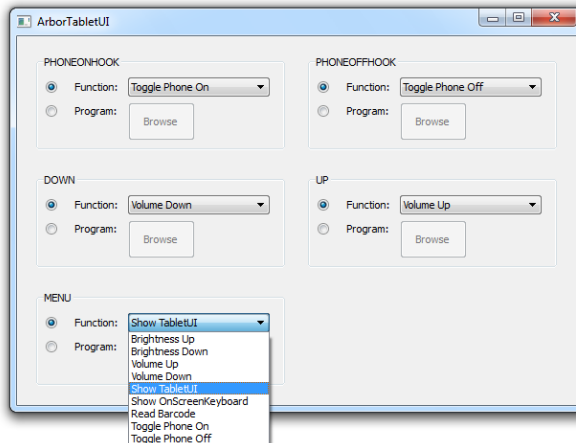 ArborTabletUI
PHONEONHOOK
Function: Toggle Phone On
Program: Browse
PHONEOFFHOOK
Function: Toggle Phone Off
Program: Browse
DOWN
Function: Volume Down
Program: Browse
UP
Function: Volume Up
Program: Browse
MENU
Function: Show TabletUI
Program:
Brightness Up
Brightness Down
Volume Up
Volume Down
Show TabletUI
Show OnScreenKeyboard
Read Barcode
Toggle Phone On
Toggle Phone Off